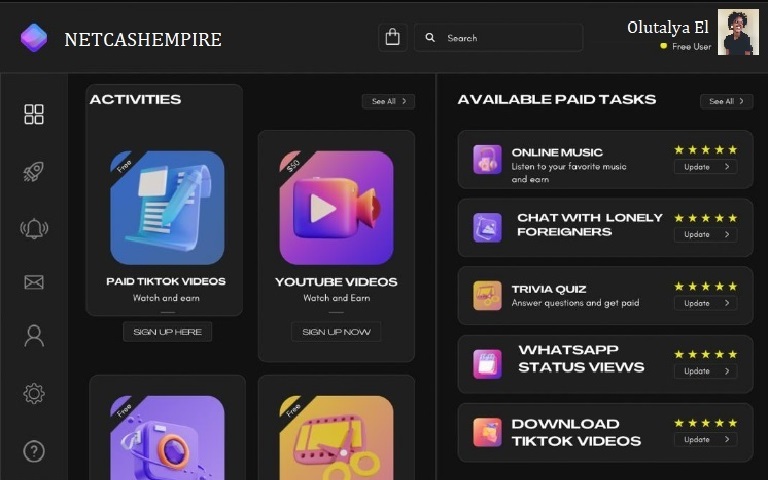 NETCASHEMPIRE
Search
Olutalya El
Free User
ACTIVITIES
See All >
Free
PAID TIKTOK VIDEOS
Watch and earn
SIGN UP HERE
$50
YOUTUBE VIDEOS
Watch and Earn
SIGN UP NOW
Free
Free
AVAILABLE PAID TASKS
See All >
ONLINE MUSIC
Listen to your favorite music
and earn
Update >
CHAT WITH LONELY
FOREIGNERS
Update >
TRIVIA QUIZ
Answer questions and get paid
Update >
WHATSAPP
STATUS VIEWS
Update >
DOWNLOAD
TIKTOK VIDEOS
Update >